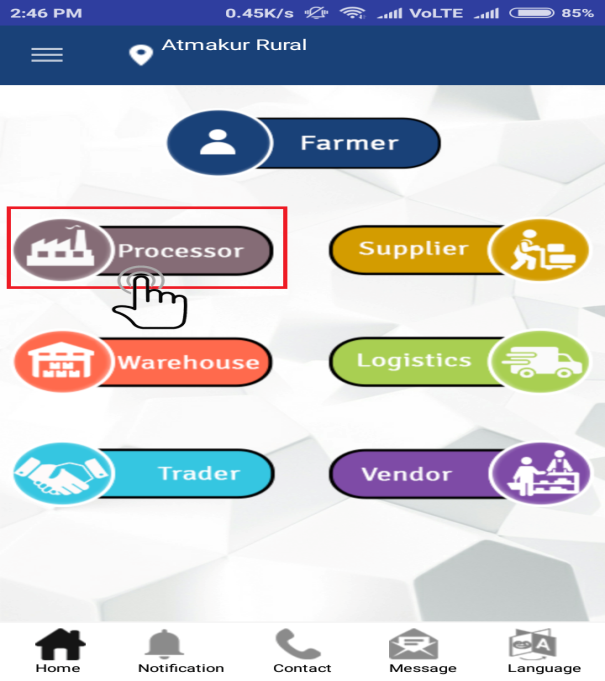 2:46 PM 0.45K/s VoLTE 85%
Atmakur Rural
Farmer
Processor Supplier
Warehouse Logistics
Trader Vendor
Home Notification Contact Message Language